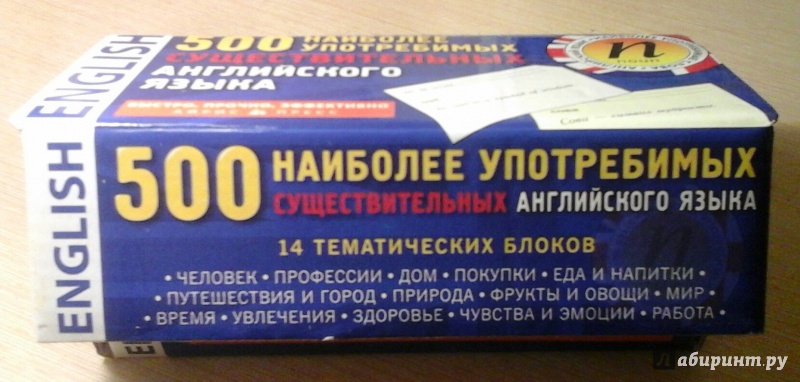 ENGLISH
500 НАИБОЛЕЕ
УПОТРЕБИМЫХ
СУЩЕСТВИТЕЛЬНЫХ
АНГЛИЙСКОГО
ЯЗЫКА
БЫСТРО, ПРОЧНО, ЭФФЕКТИВНО
АЙРИС ПРЕСС
n
ENGLISH
500 НАИБОЛЕЕ УПОТРЕБИМЫХ
СУЩЕСТВИТЕЛЬНЫХ АНГЛИЙСКОГО ЯЗЫКА
14 ТЕМАТИЧЕСКИХ БЛОКОВ
• ЧЕЛОВЕК • ПРОФЕССИИ • ДОМ • ПОКУПКИ • ЕДА И НАПИТКИ •
• ПУТЕШЕСТВИЯ И ГОРОД • ПРИРОДА • ФРУКТЫ И ОВОЩИ • МИР •
• ВРЕМЯ • УВЛЕЧЕНИЯ • ЗДОРОВЬЕ • ЧУВСТВА И ЭМОЦИИ • РАБОТА •
E
Лабиринт.ру